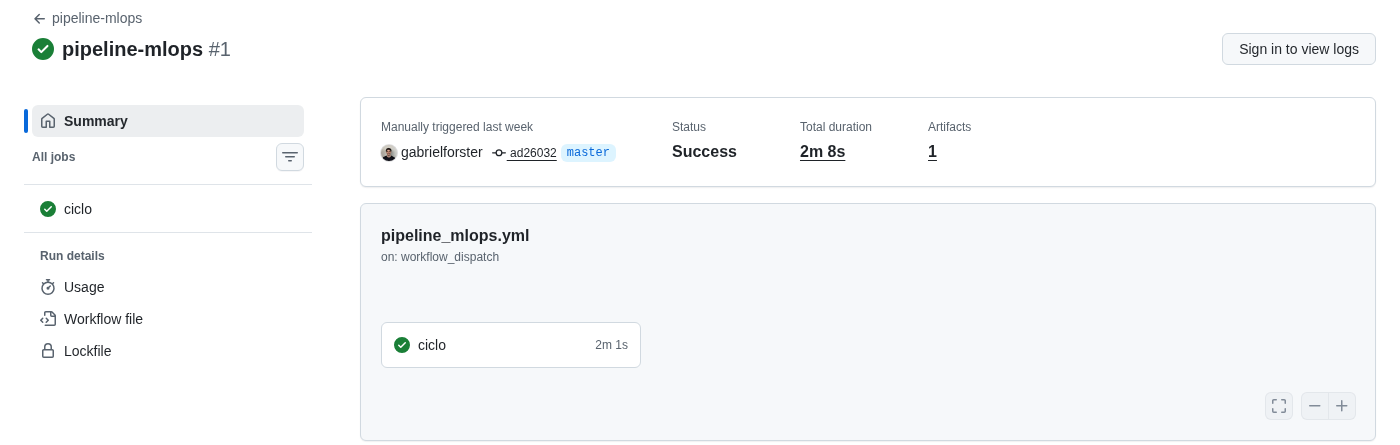 pipeline-mlops
pipeline-mlops #1
Sign in to view logs
Summary
All jobs
ciclo
Run details
Usage
Workflow file
Lockfile
Manually triggered last week
gabrielforster ad26032 master
Status
Success
Total duration
2m 8s
Artifacts
1
pipeline_mlops.yml
on: workflow_dispatch
ciclo 2m 1s